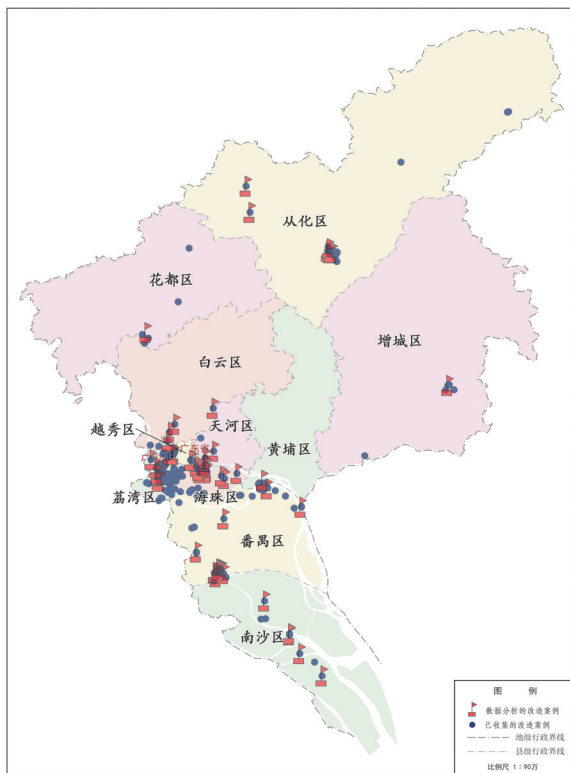 从化区
花都区
增城区
白云区
天河区
越秀区
黄埔区
广东省
荔湾区
海珠区
番禺区
南沙区
图 例
数据分析的改造案例
已收集的改造案例
地级行政界线
县级行政界线
比例尺 1：90万